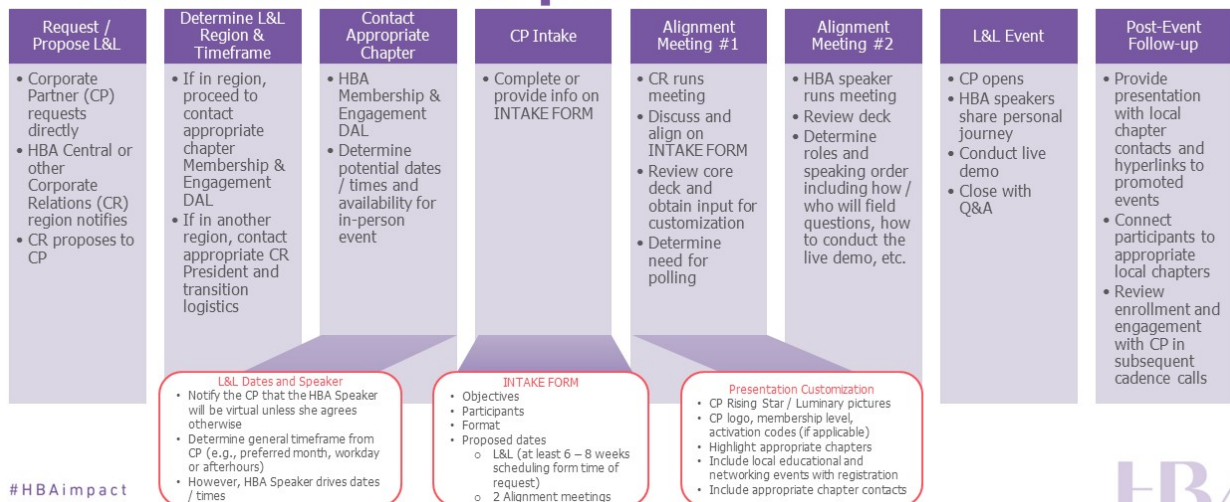 Request /
Propose L&L
• Corporate
Partner (CP)
requests
directly
• HBA Central or
other
Corporate
Relations (CR)
region notifies
• CR proposes to
CP
Determine L&L
Region &
Timeframe
• If in region,
proceed to
contact
appropriate
chapter
Membership &
Engagement
DAL
• If in another
region, contact
appropriate CR
President and
transition
logistics
Contact
Appropriate
Chapter
• HBA
Membership &
Engagement
DAL
• Determine
potential dates
/ times and
availability for
in-person
event
CP Intake
• Complete or
provide info on
INTAKE FORM
Alignment
Meeting #1
• CR runs
meeting
• Discuss and
align on
INTAKE FORM
• Review core
deck and
obtain input for
customization
• Determine
need for
polling
Alignment
Meeting #2
• HBA speaker
runs meeting
• Review deck
• Determine
roles and
speaking order
including how /
who will field
questions, how
to conduct the
live demo, etc.
L&L Event
• CP opens
• HBA speakers
share personal
journey
• Conduct live
demo
• Close with
Q&A
Post-Event
Follow-up
• Provide
presentation
with local
chapter
contacts and
hyperlinks to
promoted
events
• Connect
participants to
appropriate
local chapters
• Review
enrollment and
engagement
with CP in
subsequent
cadence calls
L&L Dates and Speaker
• Notify the CP that the HBA Speaker
will be virtual unless she agrees
otherwise
• Determine general timeframe from
CP (e.g., preferred month, workday
or afterhours)
• However, HBA Speaker drives dates
/ times
INTAKE FORM
• Objectives
• Participants
• Format
• Proposed dates
o L&L (at least 6 – 8 weeks
scheduling form time of
request)
o 2 Alignment meetings
Presentation Customization
• CP Rising Star / Luminary pictures
• CP logo, membership level,
activation codes (if applicable)
• Highlight appropriate chapters
• Include local educational and
networking events with registration
• Include appropriate chapter contacts
#HBAimpact